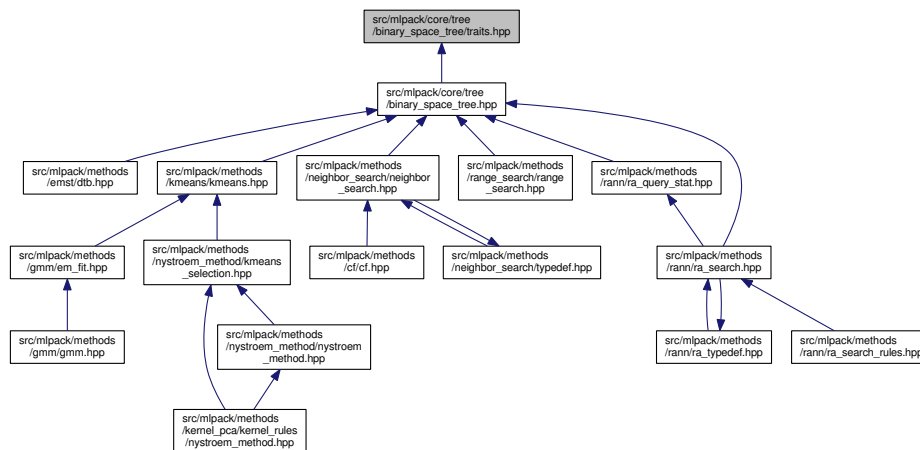 src/mlpack/core/tree
/binary_space_tree/traits.hpp
src/mlpack/core/tree
/binary_space_tree.hpp
src/mlpack/methods
/emst/dtb.hpp
src/mlpack/methods
/kmeans/kmeans.hpp
src/mlpack/methods
/neighbor_search/neighbor
_search.hpp
src/mlpack/methods
/range_search/range
_search.hpp
src/mlpack/methods
/rann/ra_query_stat.hpp
src/mlpack/methods
/gmm/em_fit.hpp
src/mlpack/methods
/nystroem_method/kmeans
_selection.hpp
src/mlpack/methods
/cf/cf.hpp
src/mlpack/methods
/neighbor_search/typedef.hpp
src/mlpack/methods
/rann/ra_search.hpp
src/mlpack/methods
/gmm/gmm.hpp
src/mlpack/methods
/nystroem_method/nystroem
_method.hpp
src/mlpack/methods
/rann/ra_typedef.hpp
src/mlpack/methods
/rann/ra_search_rules.hpp
src/mlpack/methods
/kernel_pca/kernel_rules
/nystroem_method.hpp